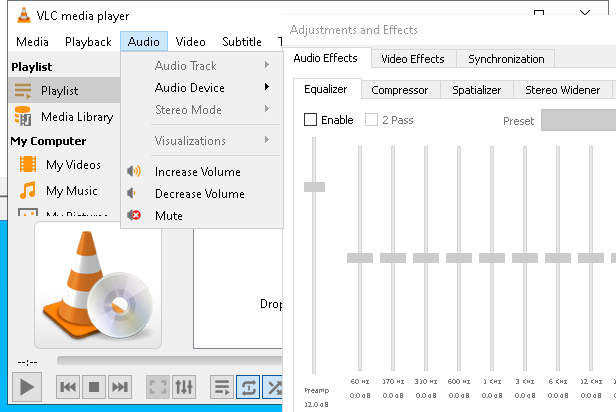 VLC media player
Media Playback Audio Video Subtitle T
Playlist
Playlist
Media Library
My Computer
My Videos
My Music
My Pictures
Audio Track
Audio Device
Stereo Mode
Visualizations
Increase Volume
Decrease Volume
Mute
Drop
--:--
Adjustments and Effects
Audio Effects Video Effects Synchronization
Equalizer Compressor Spatializer Stereo Widener
Enable 2 Pass Preset
60 Hz 170 Hz 310 Hz 600 Hz 1 KHz 3 KHz 6 KHz 12 KH
Preamp 0.0 dB 0.0 dB 0.0 dB 0.0 dB 0.0 dB 0.0 dB 0.0 dB 0.0 d
12.0 dB